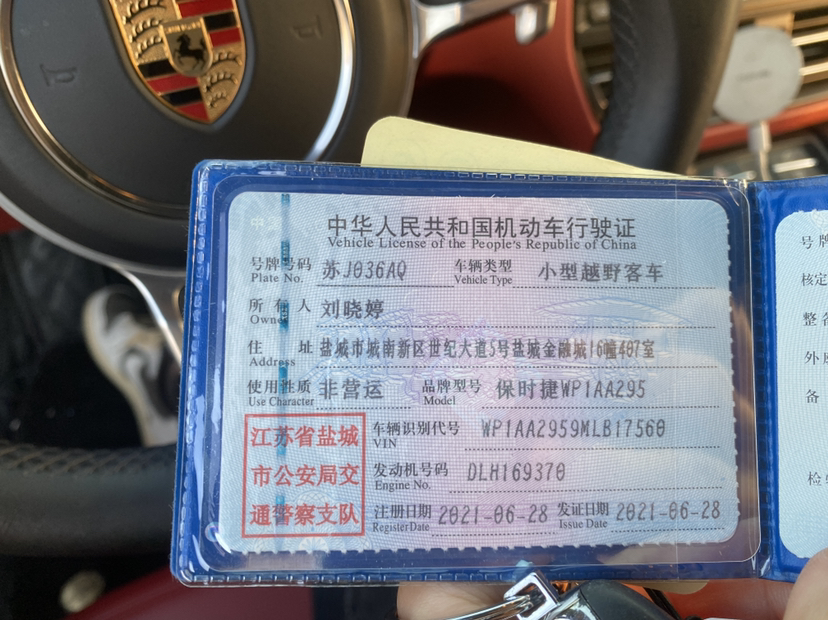 中华人民共和国机动车行驶证
Vehicle License of the People's Republic of China
号牌号码 苏J036AQ 车辆类型 小型越野客车
Plate No. Vehicle Type
所有人 刘晓婷
Owner
住址 盐城市城南新区世纪大道5号盐城金融城16幢407室
Address
使用性质 非营运 品牌型号 保时捷WP1AA295
Use Character Model
江苏省盐城
市公安局交
通警察支队
车辆识别代号 WP1AA2959MLB17560
VIN
发动机号码 DLH169370
Engine No.
注册日期 2021-06-28 发证日期 2021-06-28
Register Date Issue Date
号牌
核定
整备
外廓
备
检验